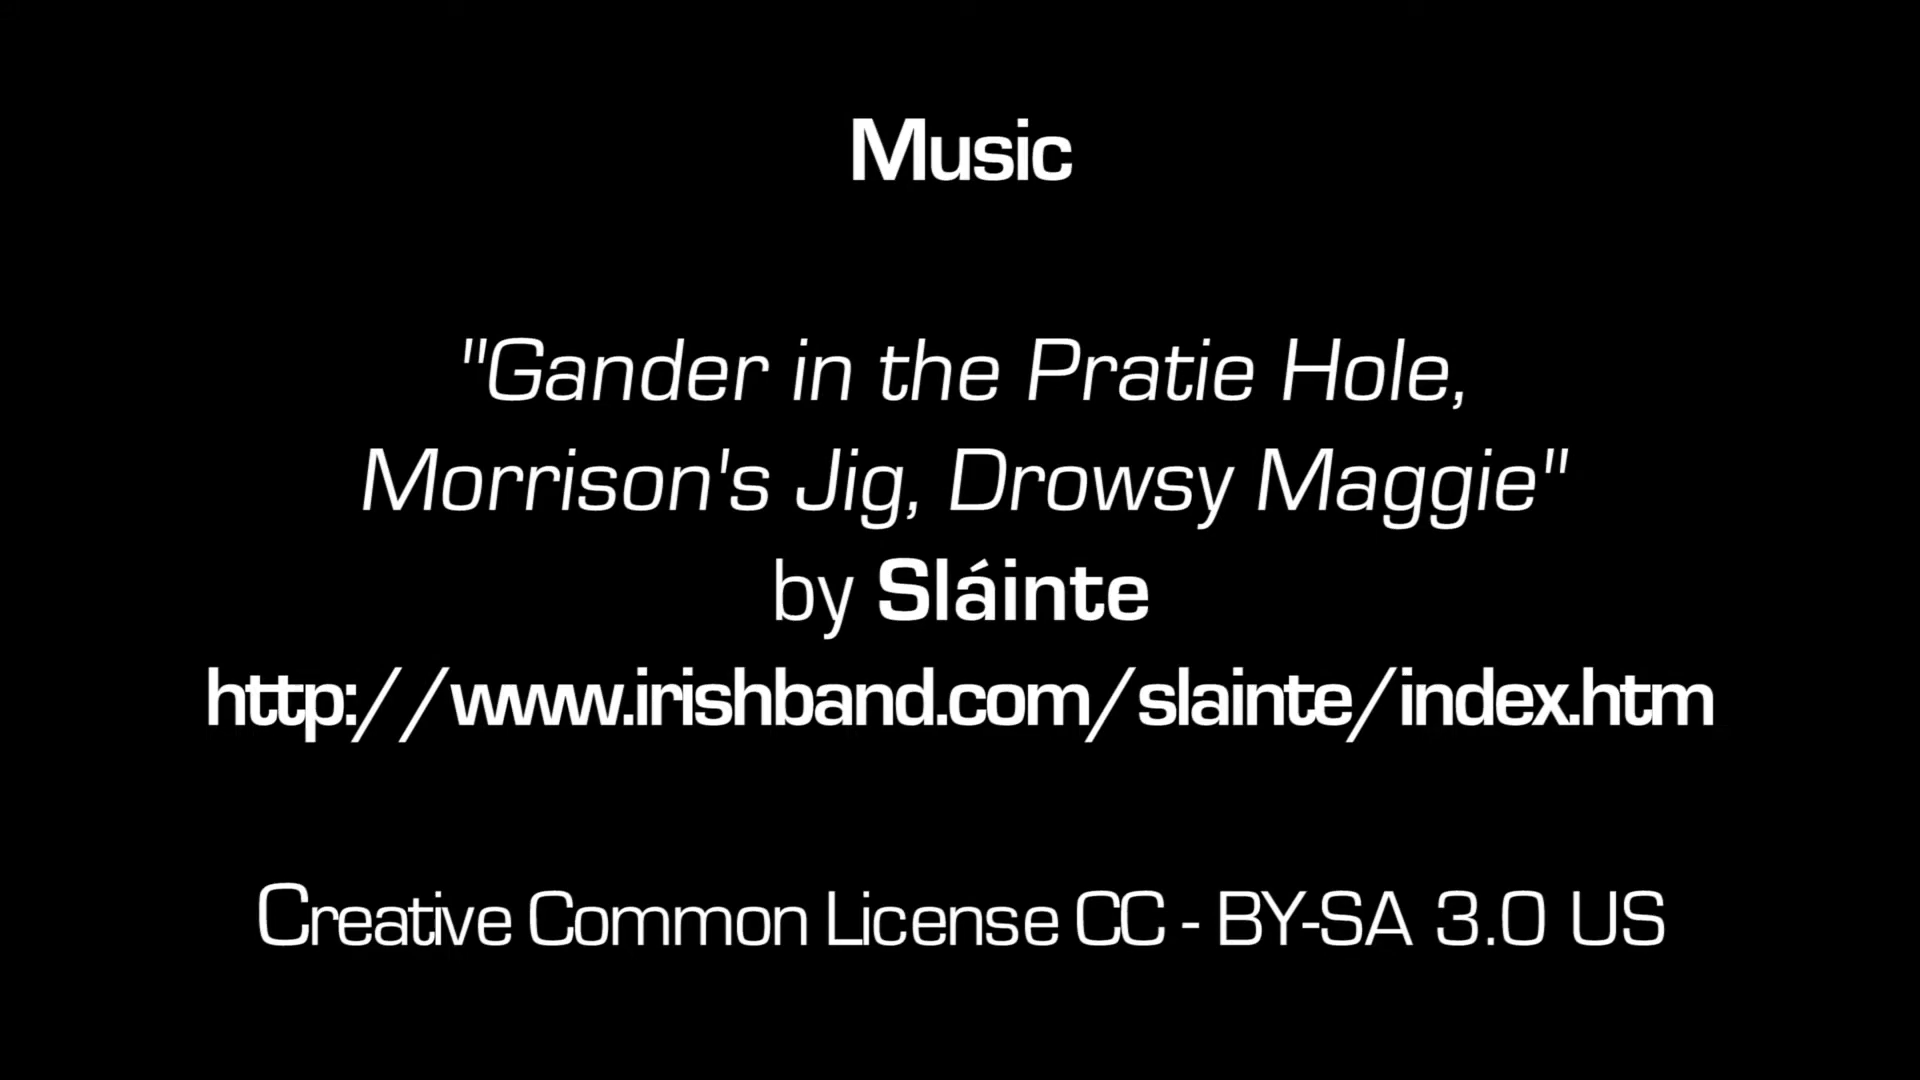 Music
"Gander in the Pratie Hole,
Morrison's Jig, Drowsy Maggie"
by Sláinte
http://www.irishband.com/slainte/index.htm
Creative Common License CC - BY-SA 3.0 US